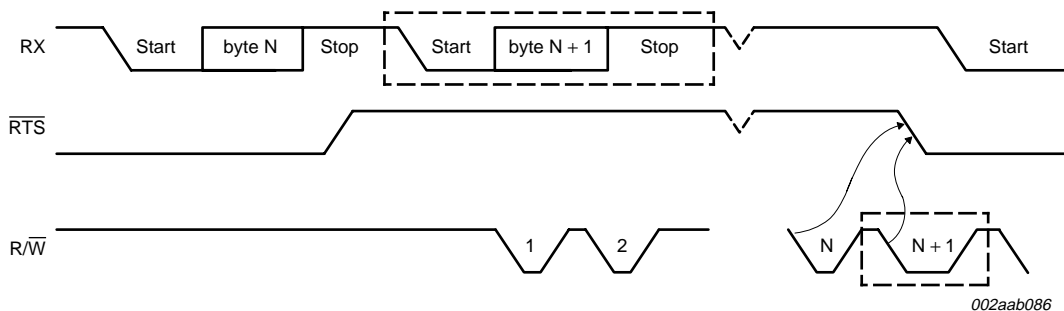 RX Start byte N Stop Start byte N + 1 Stop Start
RTS
R/W 1 2 N N + 1
002aab086